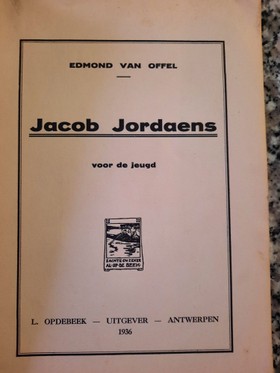 EDMOND VAN OFFEL
Jacob Jordaens
voor de jeugd
L. OPDEBEEK — UITGEVER — ANTWERPEN
1936